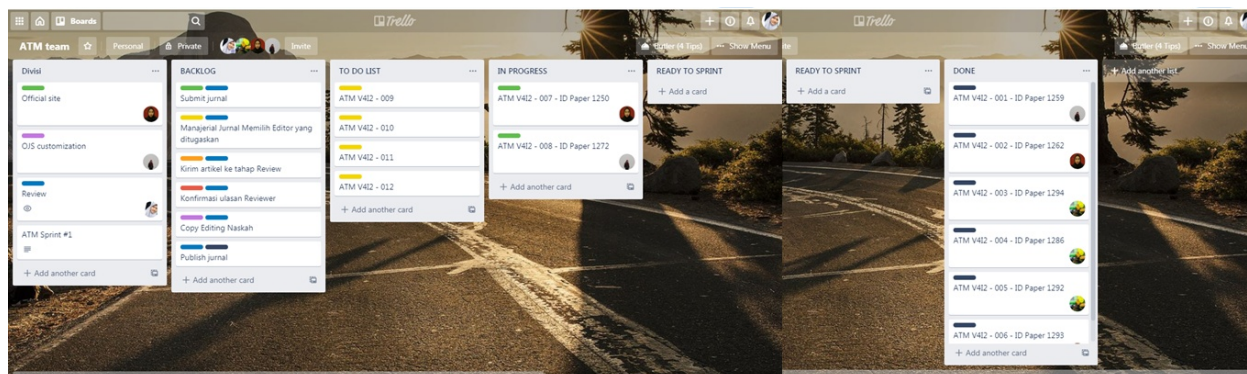 Boards
Trello
Trello
ATM team
Personal
Private
Invite
Butler (4 Tips)
Show Menu
Butler (4 Tips)
Show Menu
Divisi
Official site
OJS customization
Review
ATM Sprint #1
+ Add another card
BACKLOG
Submit jurnal
Manajerial Jurnal Memilih Editor yang
ditugaskan
Kirim artikel ke tahap Review
Konfirmasi ulasan Reviewer
Copy Editing Naskah
Publish jurnal
+ Add another card
TO DO LIST
ATM V4I2 - 009
ATM V4I2 - 010
ATM V4I2 - 011
ATM V4I2 - 012
+ Add another card
IN PROGRESS
ATM V4I2 - 007 - ID Paper 1250
ATM V4I2 - 008 - ID Paper 1272
+ Add another card
READY TO SPRINT
+ Add a card
READY TO SPRINT
+ Add a card
DONE
ATM V4I2 - 001 - ID Paper 1259
ATM V4I2 - 002 - ID Paper 1262
ATM V4I2 - 003 - ID Paper 1294
ATM V4I2 - 004 - ID Paper 1286
ATM V4I2 - 005 - ID Paper 1292
ATM V4I2 - 006 - ID Paper 1293
+ Add another card
+ Add another list